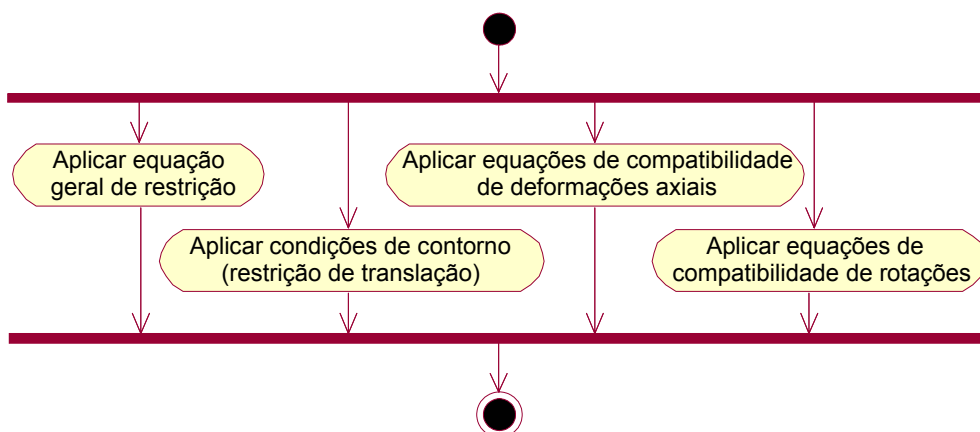 Aplicar equação
geral de restrição
Aplicar equações de compatibilidade
de deformações axiais
Aplicar condições de contorno
(restrição de translação)
Aplicar equações de
compatibilidade de rotações